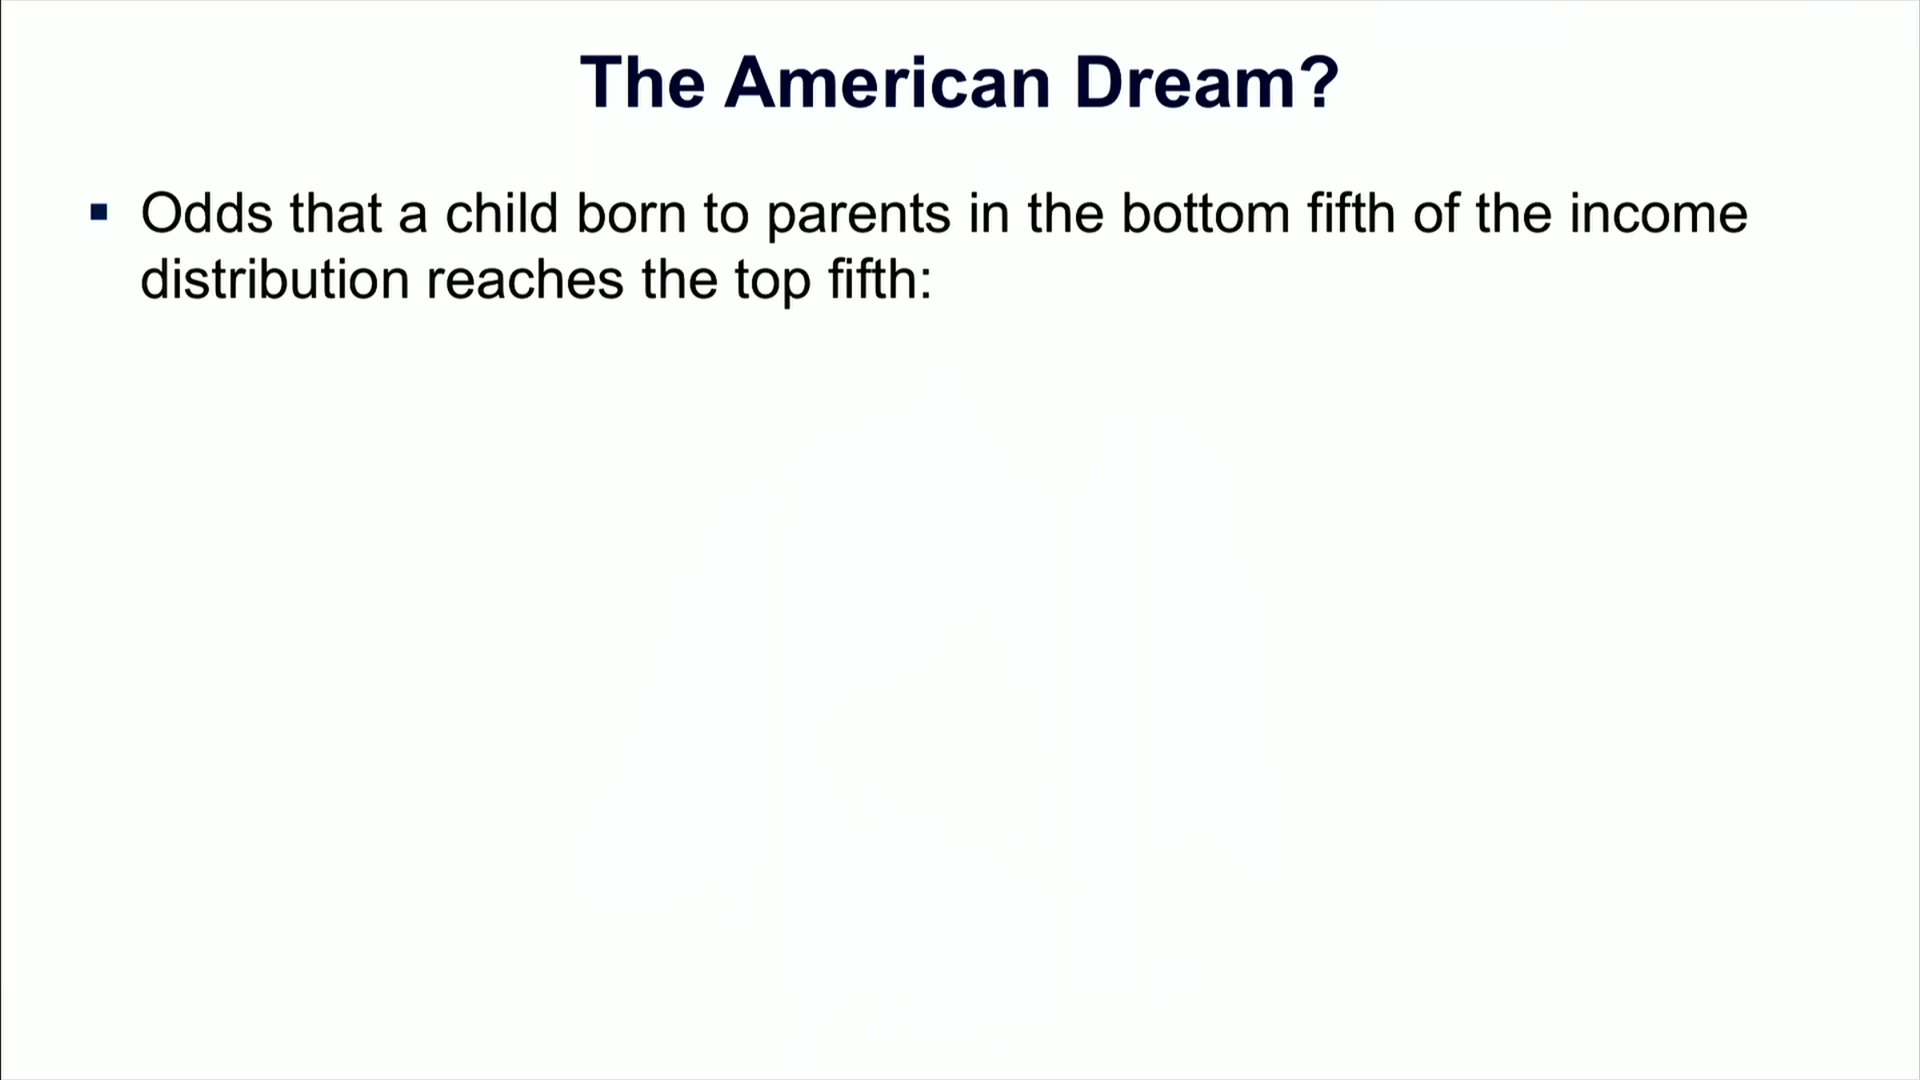 The American Dream?
▪ Odds that a child born to parents in the bottom fifth of the income
distribution reaches the top fifth: